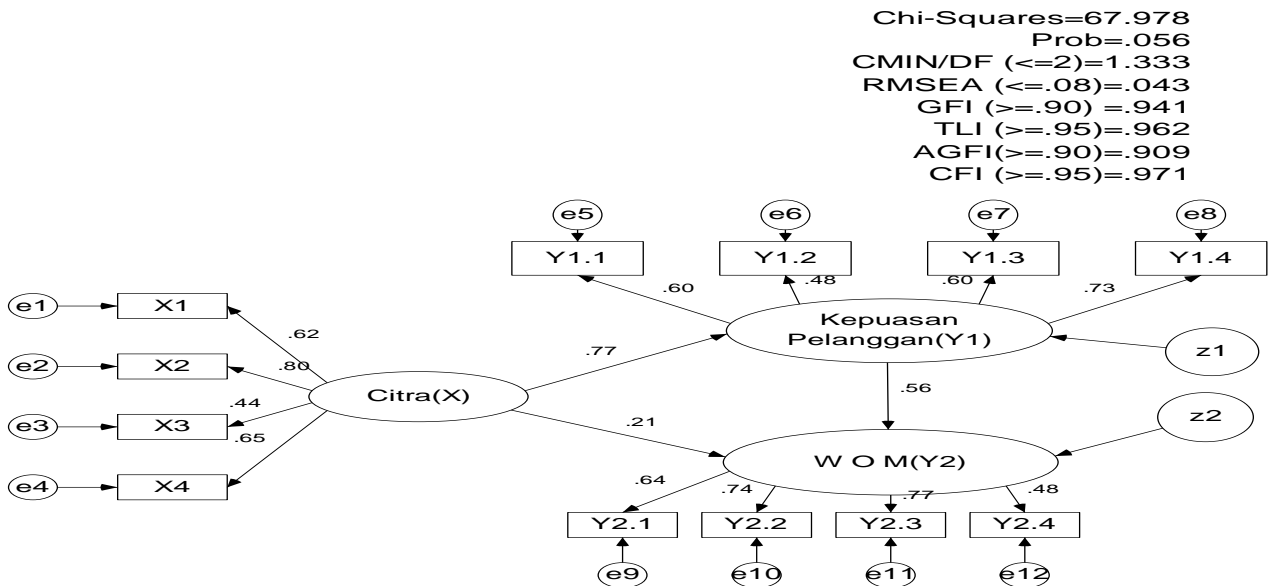 Chi-Squares=67.978
Prob=.056
CMIN/DF (<=2)=1.333
RMSEA (<=.08)=.043
GFI (>=.90) =.941
TLI (>=.95)=.962
AGFI(>=.90)=.909
CFI (>=.95)=.971
e5
e6
e7
e8
Y1.1
Y1.2
Y1.3
Y1.4
.60
.48
.60
.73
e1
X1
.62
Kepuasan
Pelanggan(Y1)
z1
e2
X2
.80
.77
Citra(X)
.56
e3
X3
.44
.21
z2
.65
e4
X4
W O M(Y2)
.64
.74
.77
.48
Y2.1
Y2.2
Y2.3
Y2.4
e9
e10
e11
e12